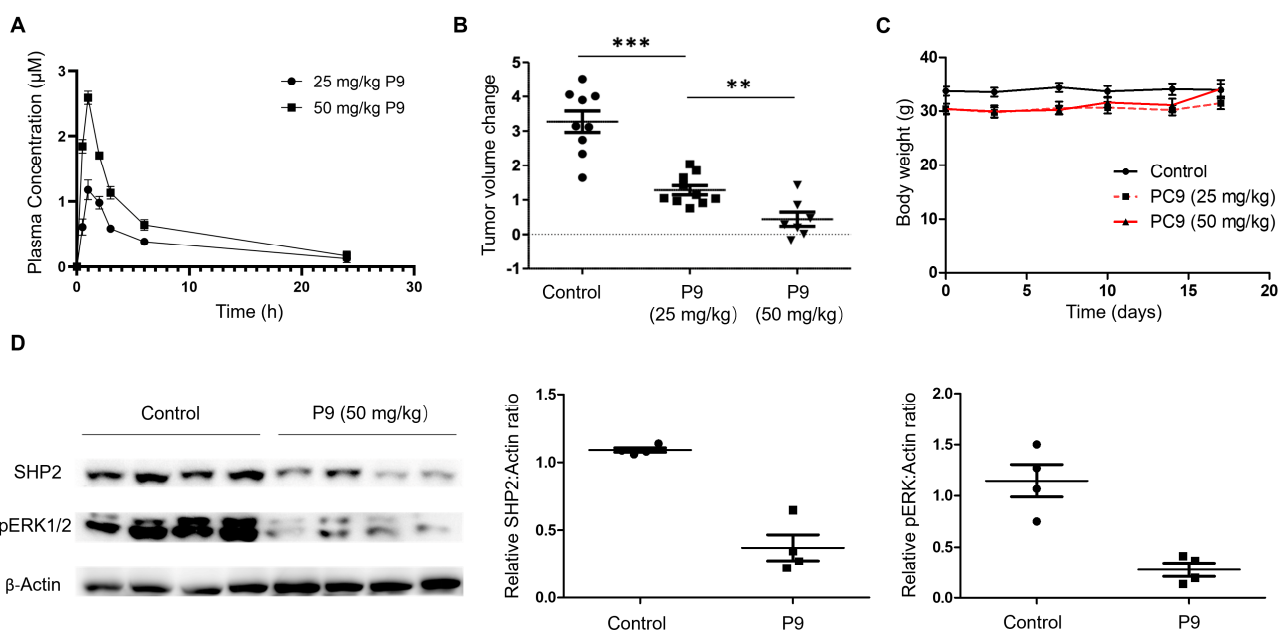 A
Plasma Concentration (μM)
3
2
1
0
0
10
20
30
Time (h)
25 mg/kg P9
50 mg/kg P9
B
Tumor volume change
5
4
3
2
1
0
-1
***
**
Control
P9
(25 mg/kg)
P9
(50 mg/kg)
C
Body weight (g)
40
30
20
10
0
0
5
10
15
20
Time (days)
Control
PC9 (25 mg/kg)
PC9 (50 mg/kg)
D
Control
P9 (50 mg/kg)
SHP2
pERK1/2
β-Actin
Relative SHP2:Actin ratio
1.5
1.0
0.5
0.0
Control
P9
Relative pERK:Actin ratio
2.0
1.5
1.0
0.5
0.0
Control
P9